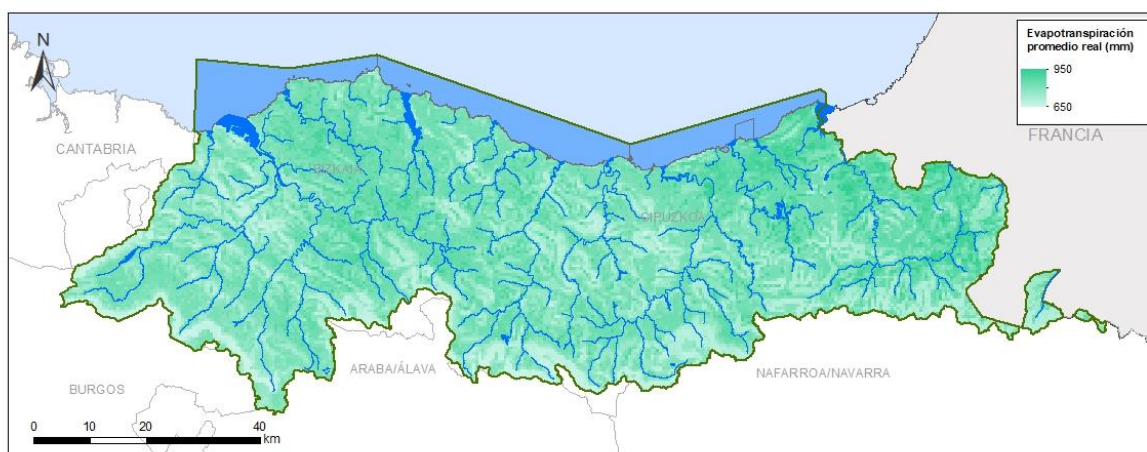 N
Evapotranspiración
promedio real (mm)
950
650
FRANCIA
CANTABRIA
BIZKAIA
GIPUZKOA
ARABA/ÁLAVA
NAFARROA/NAVARRA
BURGOS
0 10 20 40
km